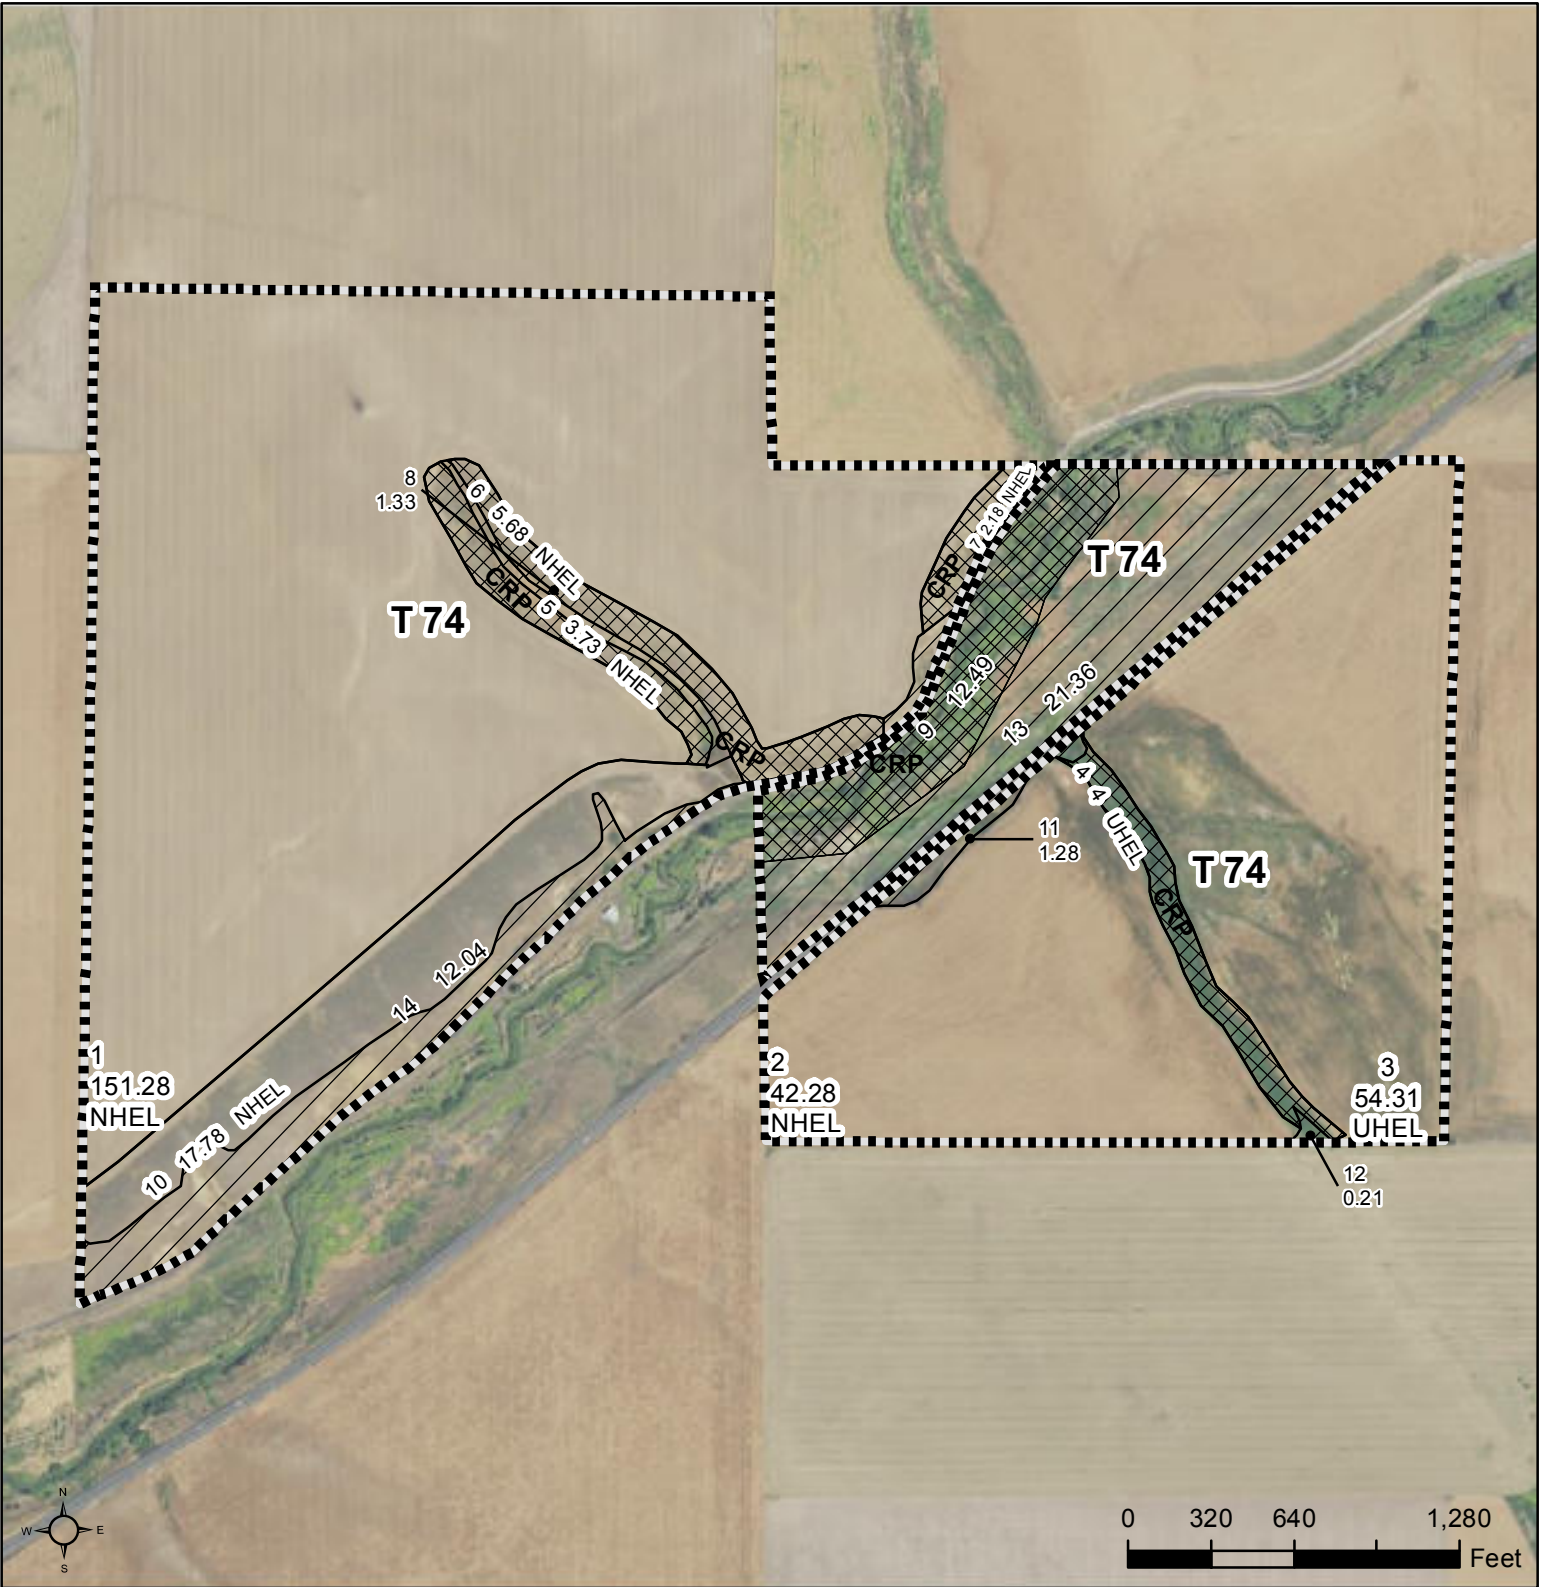 8
1.33
6 5.68 NHEL
CRP
5 3.73 NHEL
T 74
CRP
7 2.18 NHEL
CRP
T 74
9 12.49
CRP
13 21.36
4 4 UHEL
11
1.28
T 74
CRP
14 12.04
1
151.28
NHEL
10 17.78 NHEL
2
42.28
NHEL
3
54.31
UHEL
12
0.21
N
W E
S
0 320 640 1,280
Feet